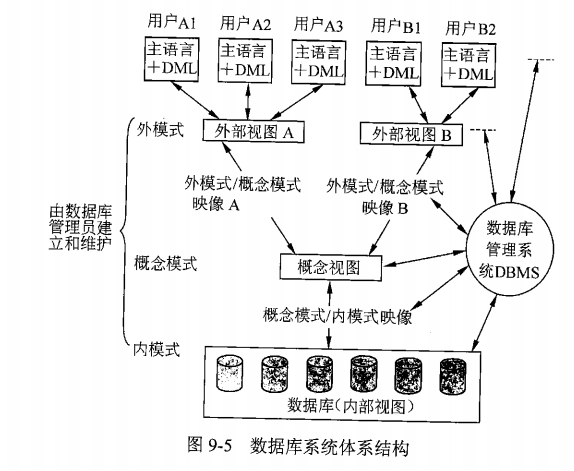 用户A1 用户A2 用户A3 用户B1 用户B2
主语言 主语言 主语言 主语言 主语言
+DML +DML +DML +DML +DML
外模式 外部视图 A 外部视图 B
外模式/概念模式 外模式/概念模式
映像 A 映像 B
由数据库
管理员建
立和维护
数据库
管理系
统DBMS
概念模式 概念视图
概念模式/内模式映像
内模式
数据库(内部视图)
图 9-5 数据库系统体系结构